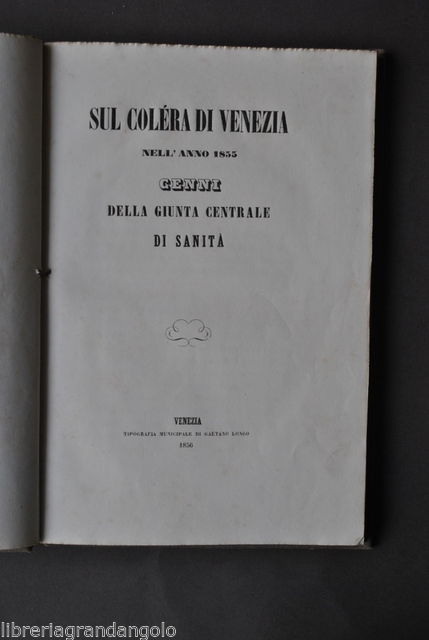 SUL COLÉRA DI VENEZIA
NELL' ANNO 1855
CENNI
DELLA GIUNTA CENTRALE
DI SANITÀ
VENEZIA
TIPOGRAFIA MUNICIPALE DI GAETANO LONGO
1856
libreriagrandangolo